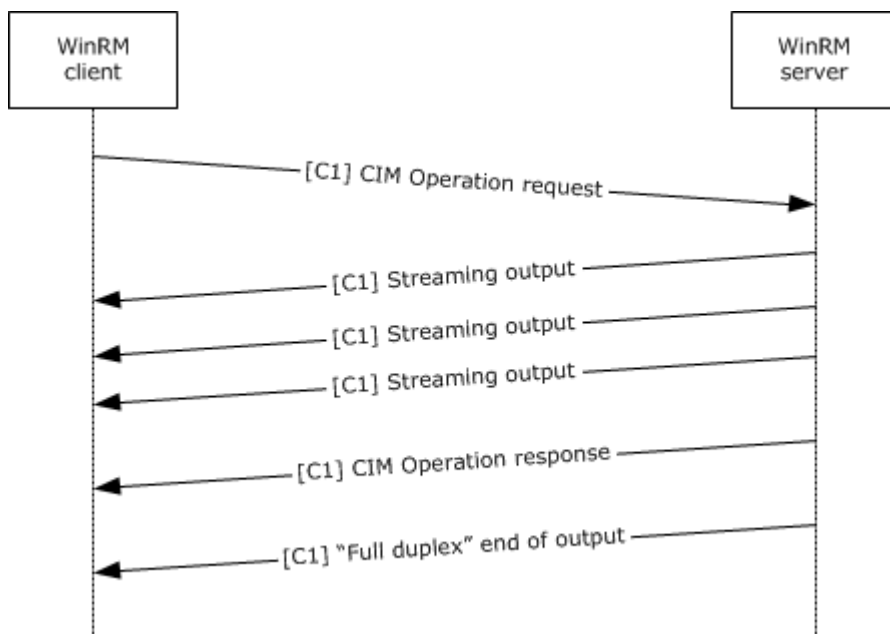 WinRM
client
WinRM
server
[C1] CIM Operation request
[C1] Streaming output
[C1] Streaming output
[C1] Streaming output
[C1] CIM Operation response
[C1] “Full duplex” end of output